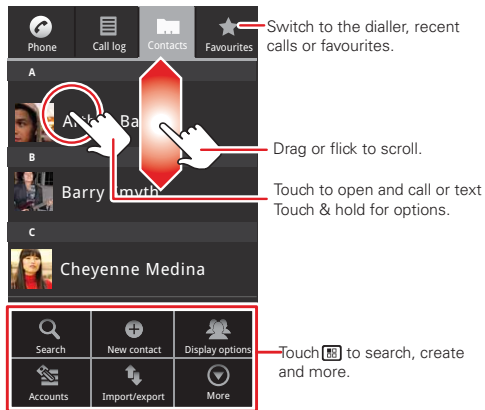 Phone
Call log
Contacts
Favourites
Switch to the dialler, recent
calls or favourites.
A
Ba
Drag or flick to scroll.
B
Barry Smyth
Touch to open and call or text
Touch & hold for options.
C
Cheyenne Medina
Search
New contact
Display options
Touch to search, create
and more.
Accounts
Import/export
More